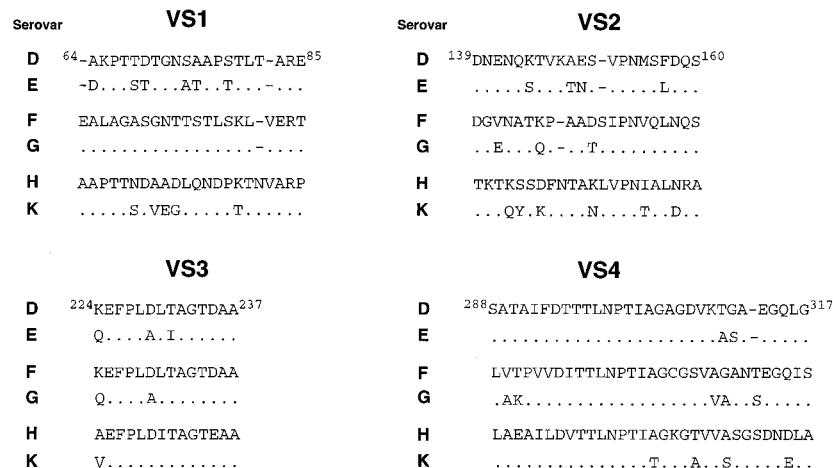 Serovar VS1
D 64-AKPTTDTGNSAAPSTLT-ARE85
E -D...ST...AT..T..-...
F EALAGASGNTTSTLSKL-VERT
G .................-....
H AAPTTNDAADLQNDPKTNVARP
K .....S.VEG.....T......
Serovar VS2
D 139DNENQKTVKAES-VPNMSFDQS160
E .....S...TN.-.....L...
F DGVNATKP-AADSIPNVQLNQS
G ..E...Q.-..T..........
H TKTKSSDFNTAKLVPNIALNRA
K ...QY.K....N....T..D..
VS3
D 224KEFPLDLTAGTDAA237
E Q....A.I......
F KEFPLDLTAGTDAA
G Q....A........
H AEFPLDITAGTEAA
K V.............
VS4
D 288SATAIFDTTTLNPTIAGAGDVKTGA-EGQLG317
E ......................AS.-.....
F LVTPVVDITTLNPTIAGCGSVAGANTEGQIS
G .AK..................VA..S.....
H LAEAILDVTTLNPTIAGKGTVVASGSDNDLA
K ................T...A..S.....E..